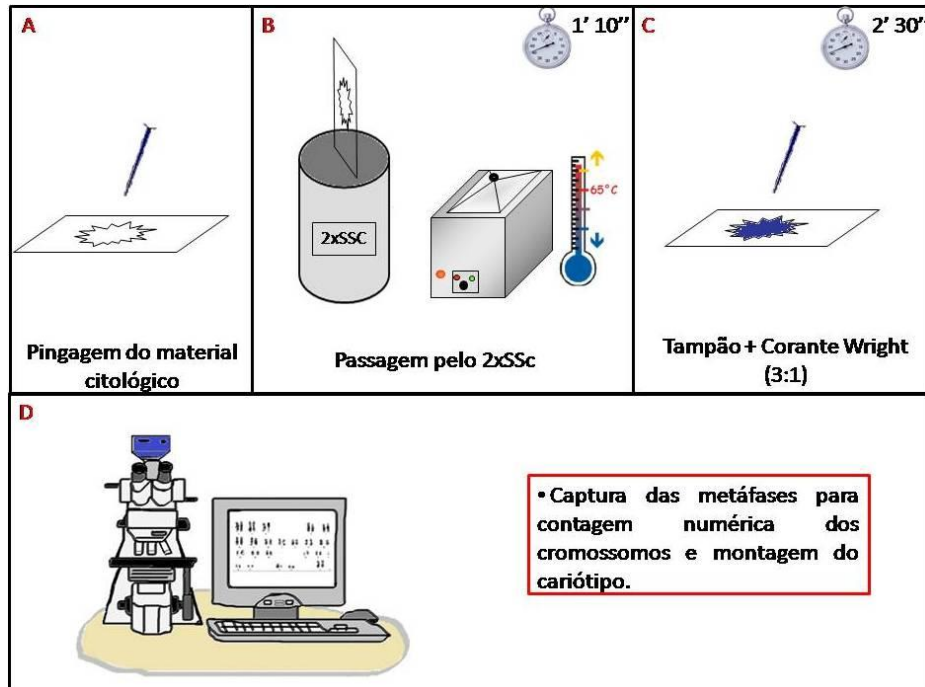 A
Pingagem do material
citológico
B
1' 10''
2xSSC
65°C
Passagem pelo 2xSSc
C
2' 30''
Tampão + Corante Wright
(3:1)
D
• Captura das metáfases para
contagem numérica dos
cromossomos e montagem do
cariótipo.